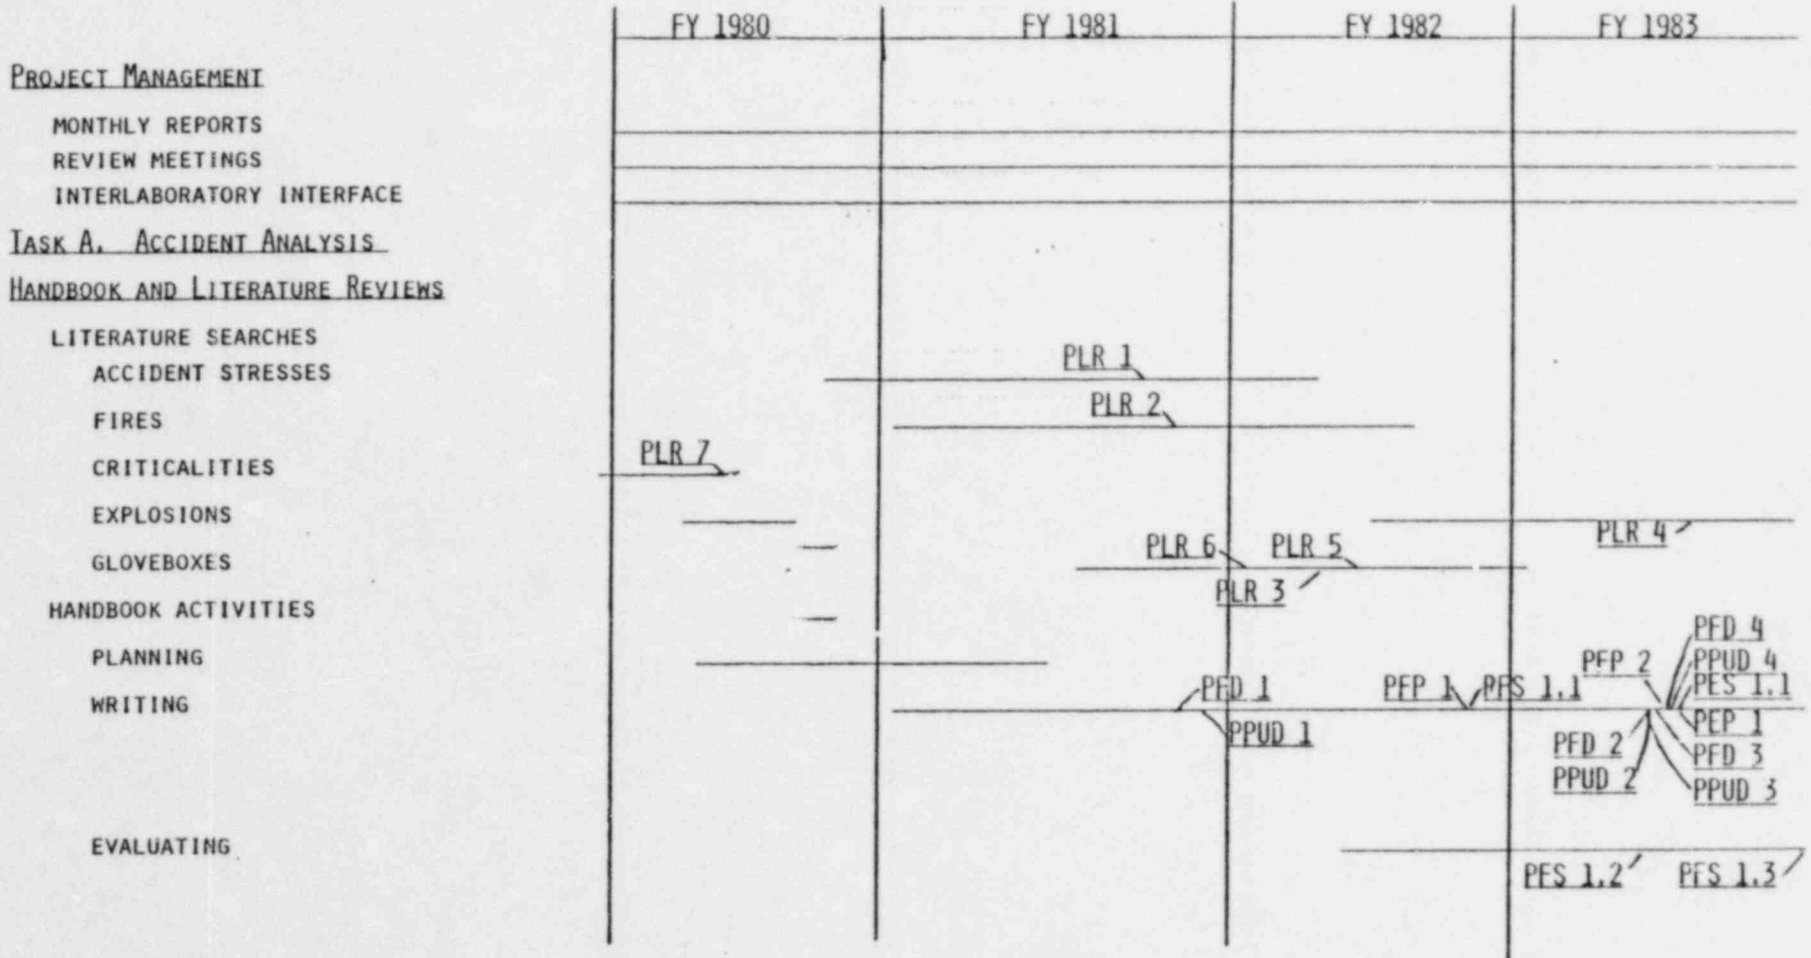 FY 1980 FY 1981 FY 1982 FY 1983
PROJECT MANAGEMENT
MONTHLY REPORTS
REVIEW MEETINGS
INTERLABORATORY INTERFACE
TASK A. ACCIDENT ANALYSIS
HANDBOOK AND LITERATURE REVIEWS
LITERATURE SEARCHES
ACCIDENT STRESSES PLR 1
FIRES PLR 2
CRITICALITIES PLR 7
EXPLOSIONS PLR 4
GLOVEBOXES PLR 6 PLR 5
PLR 3
HANDBOOK ACTIVITIES
PFD 4
PLANNING PFP 2 PPUD 4
PFD 1 PFP 1 PFS 1.1 PES 1.1
WRITING
PPUD 1 PEP 1
PFD 2 PFD 3
PPUD 2 PPUD 3
EVALUATING
PFS 1.2 PFS 1.3